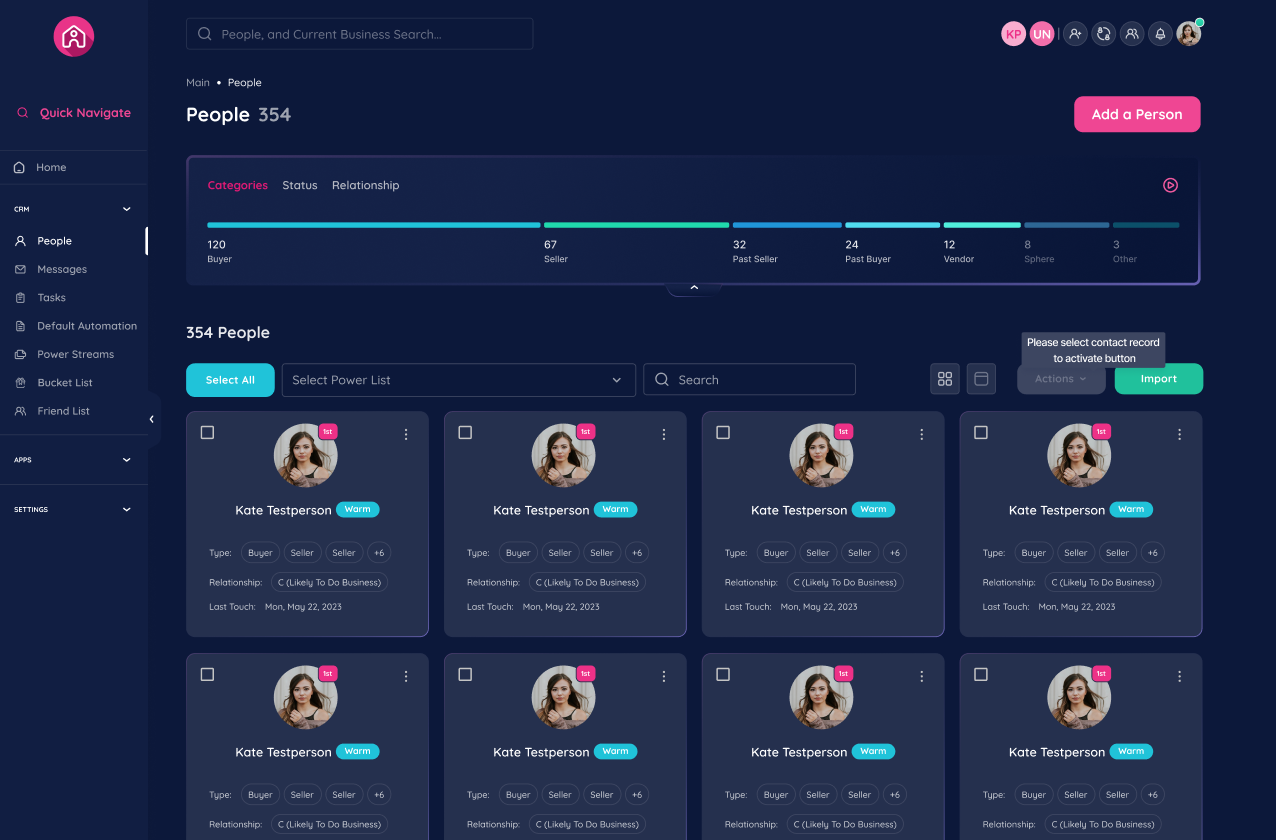 People, and Current Business Search...
KP UN
Quick Navigate
Home
CRM
People
Messages
Tasks
Default Automation
Power Streams
Bucket List
Friend List
APPS
SETTINGS
Main • People
People 354
Add a Person
Categories Status Relationship
120 67 32 24 12 8 3
Buyer Seller Past Seller Past Buyer Vendor Sphere Other
354 People
Please select contact record
to activate button
Select All Select Power List Search Actions Import
1st 1st 1st 1st
Kate Testperson Warm Kate Testperson Warm Kate Testperson Warm Kate Testperson Warm
Type: Buyer Seller Seller +6 Type: Buyer Seller Seller +6 Type: Buyer Seller Seller +6 Type: Buyer Seller Seller +6
Relationship: C (Likely To Do Business) Relationship: C (Likely To Do Business) Relationship: C (Likely To Do Business) Relationship: C (Likely To Do Business)
Last Touch: Mon, May 22, 2023 Last Touch: Mon, May 22, 2023 Last Touch: Mon, May 22, 2023 Last Touch: Mon, May 22, 2023
1st 1st 1st 1st
Kate Testperson Warm Kate Testperson Warm Kate Testperson Warm Kate Testperson Warm
Type: Buyer Seller Seller +6 Type: Buyer Seller Seller +6 Type: Buyer Seller Seller +6 Type: Buyer Seller Seller +6
Relationship: C (Likely To Do Business) Relationship: C (Likely To Do Business) Relationship: C (Likely To Do Business) Relationship: C (Likely To Do Business)